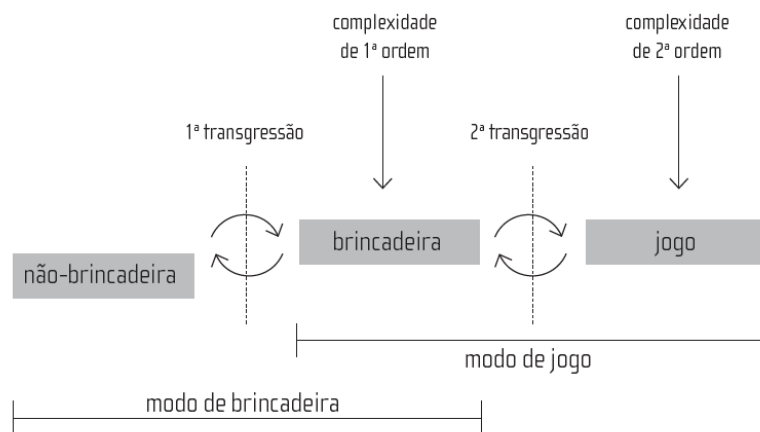 complexidade
de 1ª ordem
complexidade
de 2ª ordem
1ª transgressão
2ª transgressão
não-brincadeira
brincadeira
jogo
modo de jogo
modo de brincadeira